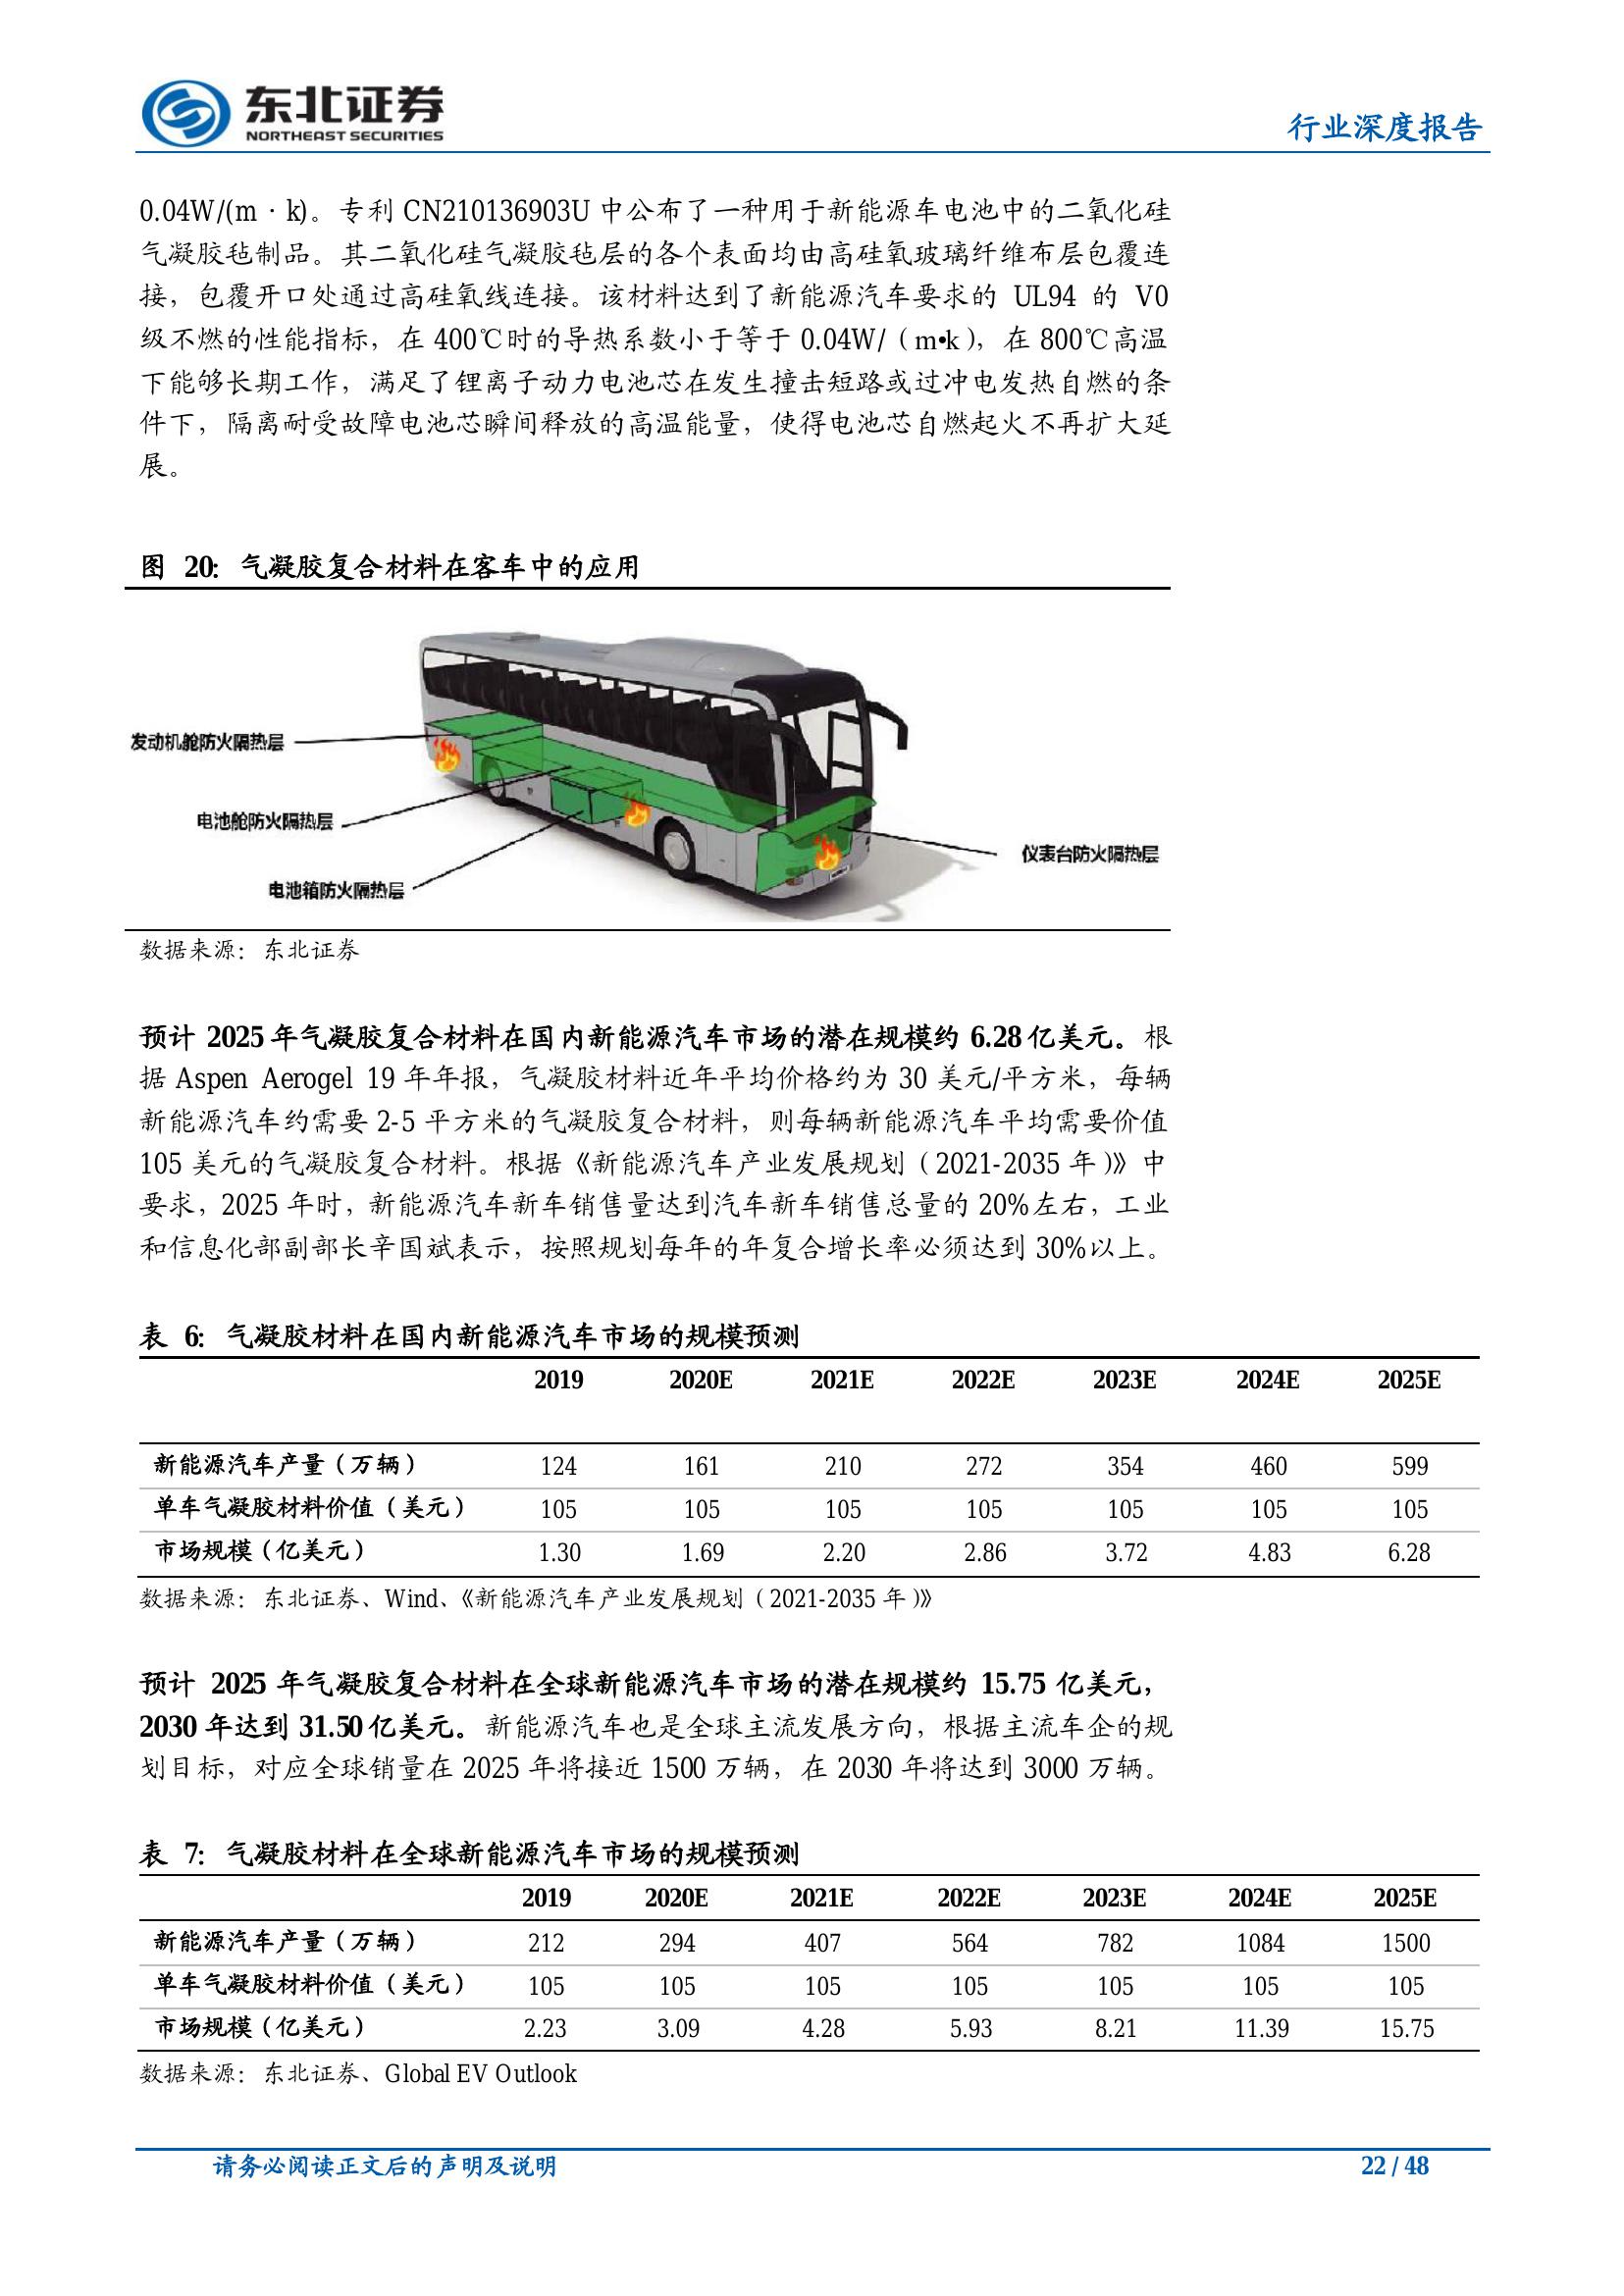 东北证券
NORTHEAST SECURITIES
行业深度报告
0.04W/(m · k)。专利 CN210136903U 中公布了一种用于新能源车电池中的二氧化硅
气凝胶毡制品。其二氧化硅气凝胶毡层的各个表面均由高硅氧玻璃纤维布层包覆连
接，包覆开口处通过高硅氧线连接。该材料达到了新能源汽车要求的 UL94 的 V0
级不燃的性能指标，在 400℃时的导热系数小于等于 0.04W/（m•k），在 800℃高温
下能够长期工作，满足了锂离子动力电池芯在发生撞击短路或过冲电发热自燃的条
件下，隔离耐受故障电池芯瞬间释放的高温能量，使得电池芯自燃起火不再扩大延
展。
图 20：气凝胶复合材料在客车中的应用
发动机舱防火隔热层
电池舱防火隔热层
仪表台防火隔热层
电池箱防火隔热层
数据来源：东北证券
预计 2025 年气凝胶复合材料在国内新能源汽车市场的潜在规模约 6.28 亿美元。根
据 Aspen Aerogel 19 年年报，气凝胶材料近年平均价格约为 30 美元/平方米，每辆
新能源汽车约需要 2-5 平方米的气凝胶复合材料，则每辆新能源汽车平均需要价值
105 美元的气凝胶复合材料。根据《新能源汽车产业发展规划（2021-2035 年）》中
要求，2025 年时，新能源汽车新车销售量达到汽车新车销售总量的 20%左右，工业
和信息化部副部长辛国斌表示，按照规划每年的年复合增长率必须达到 30%以上。
表 6：气凝胶材料在国内新能源汽车市场的规模预测
2019 2020E 2021E 2022E 2023E 2024E 2025E
新能源汽车产量（万辆） 124 161 210 272 354 460 599
单车气凝胶材料价值（美元） 105 105 105 105 105 105 105
市场规模（亿美元） 1.30 1.69 2.20 2.86 3.72 4.83 6.28
数据来源：东北证券、Wind、《新能源汽车产业发展规划（2021-2035 年）》
预计 2025 年气凝胶复合材料在全球新能源汽车市场的潜在规模约 15.75 亿美元，
2030 年达到 31.50 亿美元。新能源汽车也是全球主流发展方向，根据主流车企的规
划目标，对应全球销量在 2025 年将接近 1500 万辆，在 2030 年将达到 3000 万辆。
表 7：气凝胶材料在全球新能源汽车市场的规模预测
2019 2020E 2021E 2022E 2023E 2024E 2025E
新能源汽车产量（万辆） 212 294 407 564 782 1084 1500
单车气凝胶材料价值（美元） 105 105 105 105 105 105 105
市场规模（亿美元） 2.23 3.09 4.28 5.93 8.21 11.39 15.75
数据来源：东北证券、Global EV Outlook
请务必阅读正文后的声明及说明
22 / 48